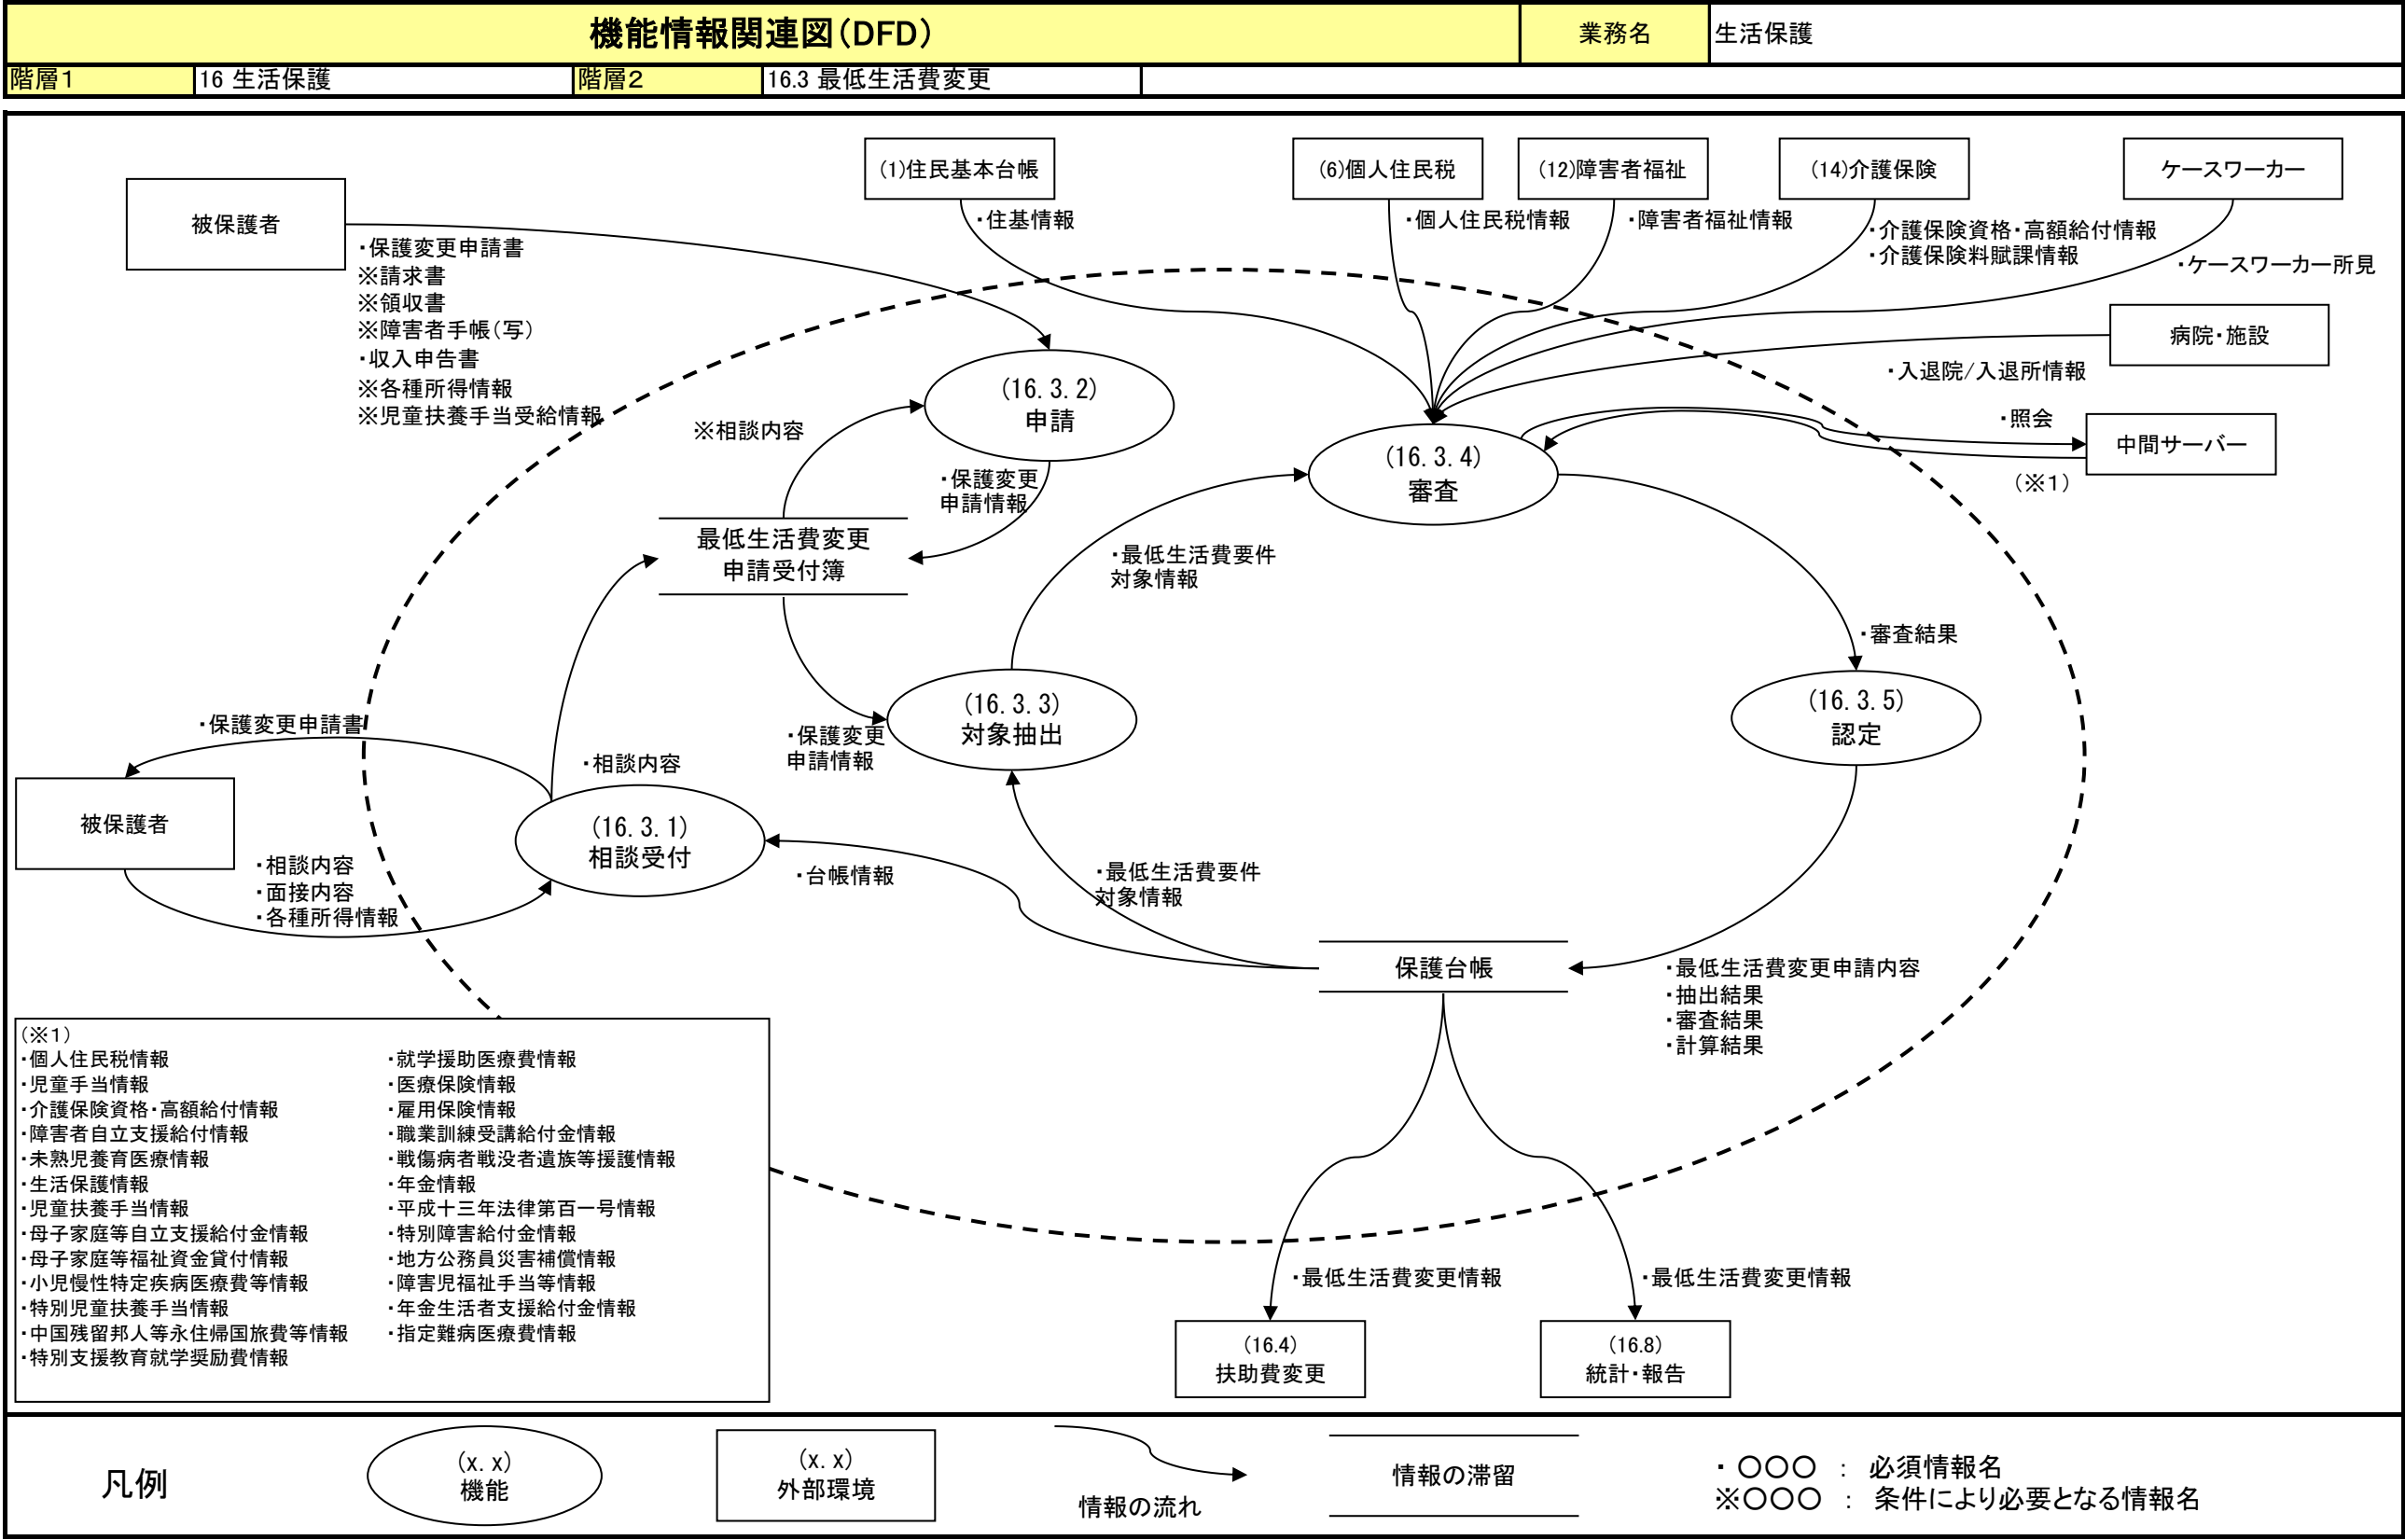 機能情報関連図（DFD）
業務名
生活保護
階層１
16 生活保護
階層２
16.3 最低生活費変更
(1)住民基本台帳
(6)個人住民税
(12)障害者福祉
(14)介護保険
ケースワーカー
被保護者
・住基情報
・個人住民税情報
・障害者福祉情報
・介護保険資格・高額給付情報
・介護保険料賦課情報
・ケースワーカー所見
・保護変更申請書
※請求書
※領収書
※障害者手帳（写）
・収入申告書
※各種所得情報
※児童扶養手当受給情報
病院・施設
・入退院/入退所情報
・照会
中間サーバー
（※１）
(16.3.2)
申請
※相談内容
・保護変更
申請情報
(16.3.4)
審査
最低生活費変更
申請受付簿
・最低生活費要件
対象情報
・審査結果
(16.3.3)
対象抽出
(16.3.5)
認定
・保護変更申請書
・相談内容
・保護変更
申請情報
被保護者
(16.3.1)
相談受付
・相談内容
・面接内容
・各種所得情報
・台帳情報
・最低生活費要件
対象情報
保護台帳
・最低生活費変更申請内容
・抽出結果
・審査結果
・計算結果
（※１）
・個人住民税情報
・児童手当情報
・介護保険資格・高額給付情報
・障害者自立支援給付情報
・未熟児養育医療情報
・生活保護情報
・児童扶養手当情報
・母子家庭等自立支援給付金情報
・母子家庭等福祉資金貸付情報
・小児慢性特定疾病医療費等情報
・特別児童扶養手当情報
・中国残留邦人等永住帰国旅費等情報
・特別支援教育就学奨励費情報
・就学援助医療費情報
・医療保険情報
・雇用保険情報
・職業訓練受講給付金情報
・戦傷病者戦没者遺族等援護情報
・年金情報
・平成十三年法律第百一号情報
・特別障害給付金情報
・地方公務員災害補償情報
・障害児福祉手当等情報
・年金生活者支援給付金情報
・指定難病医療費情報
・最低生活費変更情報
・最低生活費変更情報
(16.4)
扶助費変更
(16.8)
統計・報告
凡例
(x.x)
機能
(x.x)
外部環境
情報の流れ
情報の滞留
・ 〇〇〇 ： 必須情報名
※〇〇〇 ： 条件により必要となる情報名